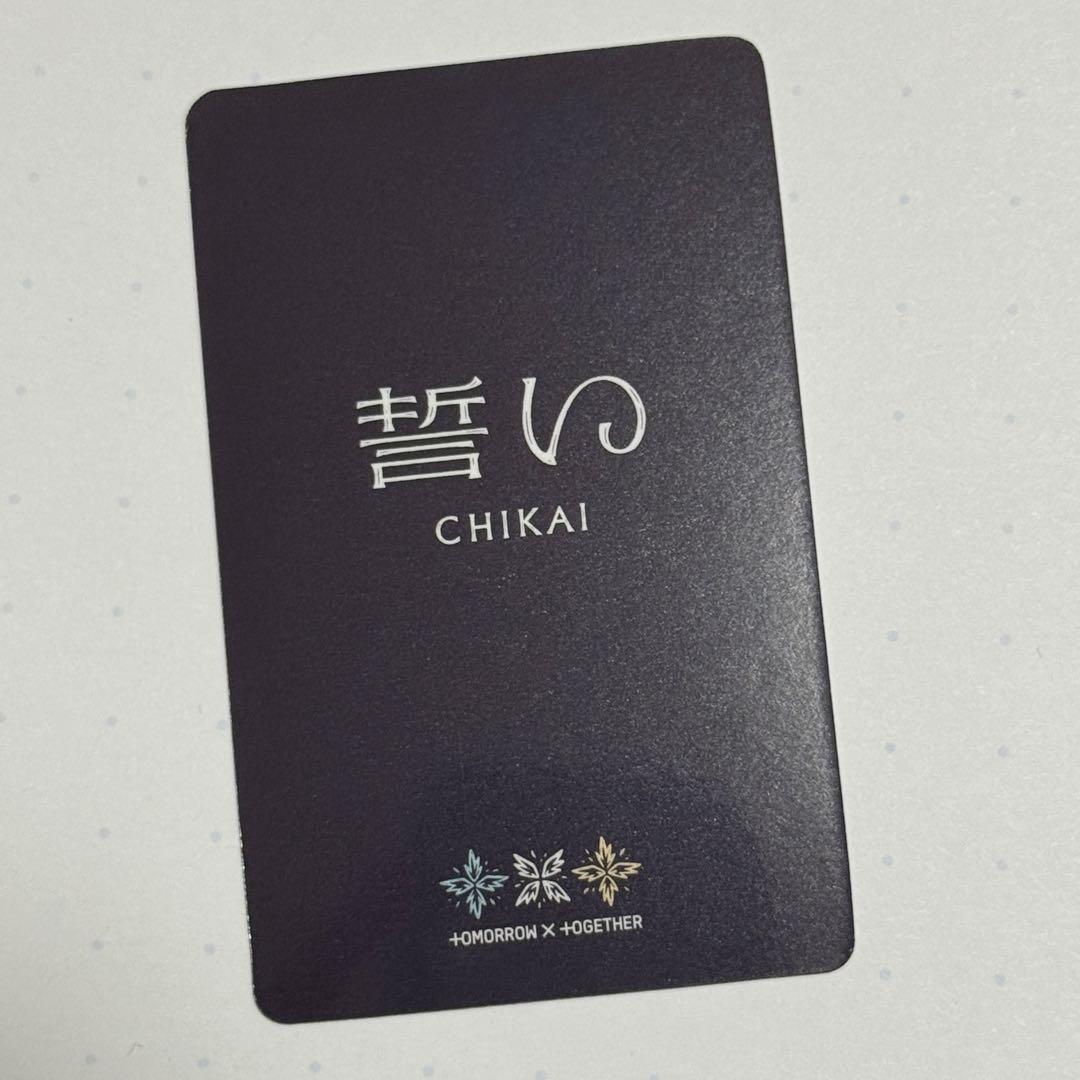 誓い
CHIKAI
TOMORROW X TOGETHER